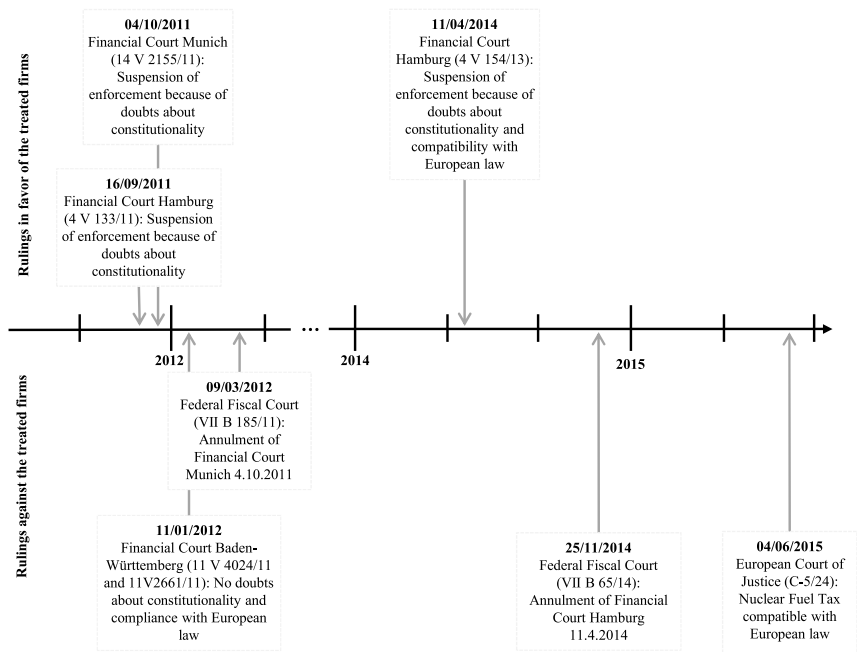 Rulings in favor of the treated firms
04/10/2011
Financial Court Munich
(14 V 2155/11):
Suspension of
enforcement because of
doubts about
constitutionality
16/09/2011
Financial Court Hamburg
(4 V 133/11): Suspension
of enforcement because of
doubts about
constitutionality
11/04/2014
Financial Court
Hamburg (4 V 154/13):
Suspension of
enforcement because of
doubts about
constitutionality and
compatibility with
European law
...
2012
2014
2015
Rulings against the treated firms
09/03/2012
Federal Fiscal Court
(VII B 185/11):
Annulment of
Financial Court
Munich 4.10.2011
11/01/2012
Financial Court Baden-
Württemberg (11 V 4024/11
and 11V2661/11): No doubts
about constitutionality and
compliance with European
law
25/11/2014
Federal Fiscal Court
(VII B 65/14):
Annulment of Financial
Court Hamburg
11.4.2014
04/06/2015
European Court of
Justice (C-5/24):
Nuclear Fuel Tax
compatible with
European law